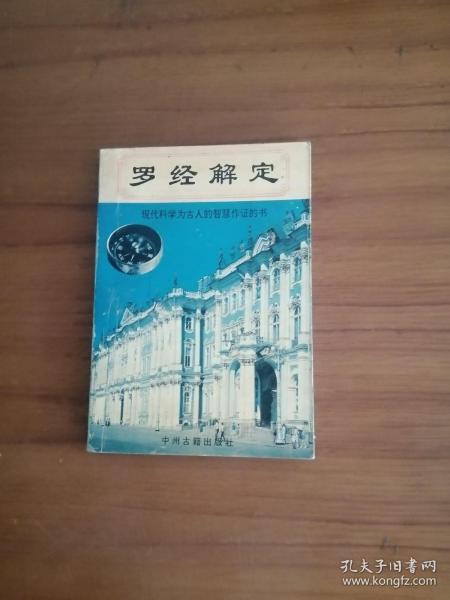 罗经解定
现代科学为古人的智慧作证的书
中州古籍出版社
孔夫子旧书网
www.kongfz.com